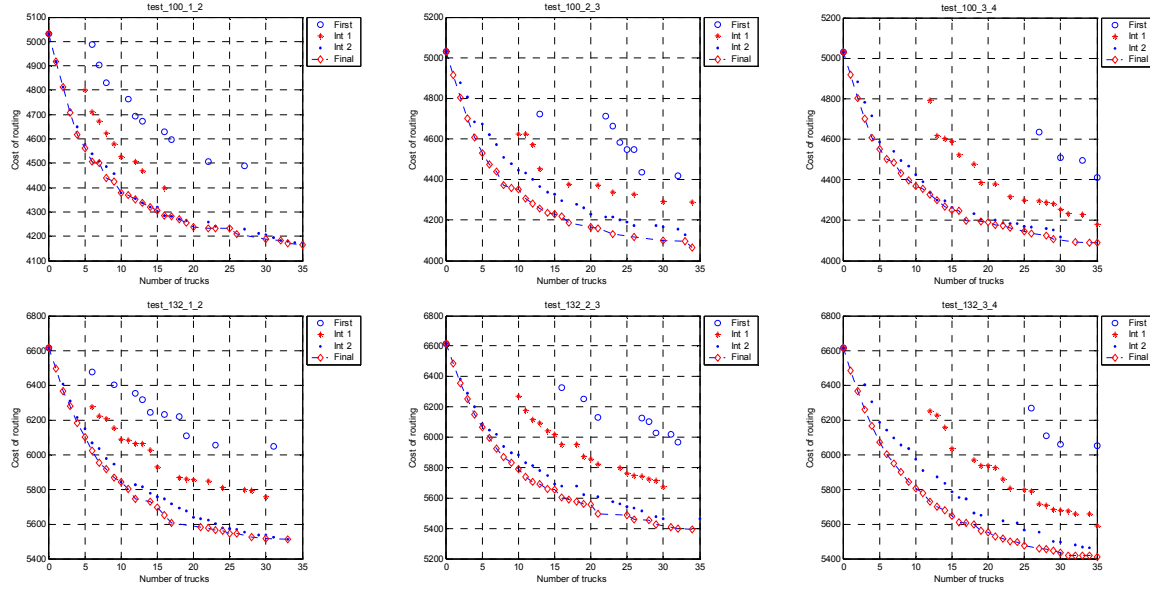 test_100_1_2
5100
5000
4900
4800
4700
4600
4500
4400
4300
4200
4100
0 5 10 15 20 25 30 35
Cost of routing
Number of trucks
First
Int 1
Int 2
Final
test_100_2_3
5200
5000
4800
4600
4400
4200
4000
0 5 10 15 20 25 30 35
Cost of routing
Number of trucks
First
Int 1
Int 2
Final
test_100_3_4
5200
5000
4800
4600
4400
4200
4000
0 5 10 15 20 25 30 35
Cost of routing
Number of trucks
First
Int 1
Int 2
Final
test_132_1_2
6800
6600
6400
6200
6000
5800
5600
5400
0 5 10 15 20 25 30 35
Cost of routing
Number of trucks
First
Int 1
Int 2
Final
test_132_2_3
6800
6600
6400
6200
6000
5800
5600
5400
5200
0 5 10 15 20 25 30 35
Cost of routing
Number of trucks
First
Int 1
Int 2
Final
test_132_3_4
6800
6600
6400
6200
6000
5800
5600
5400
0 5 10 15 20 25 30 35
Cost of routing
Number of trucks
First
Int 1
Int 2
Final